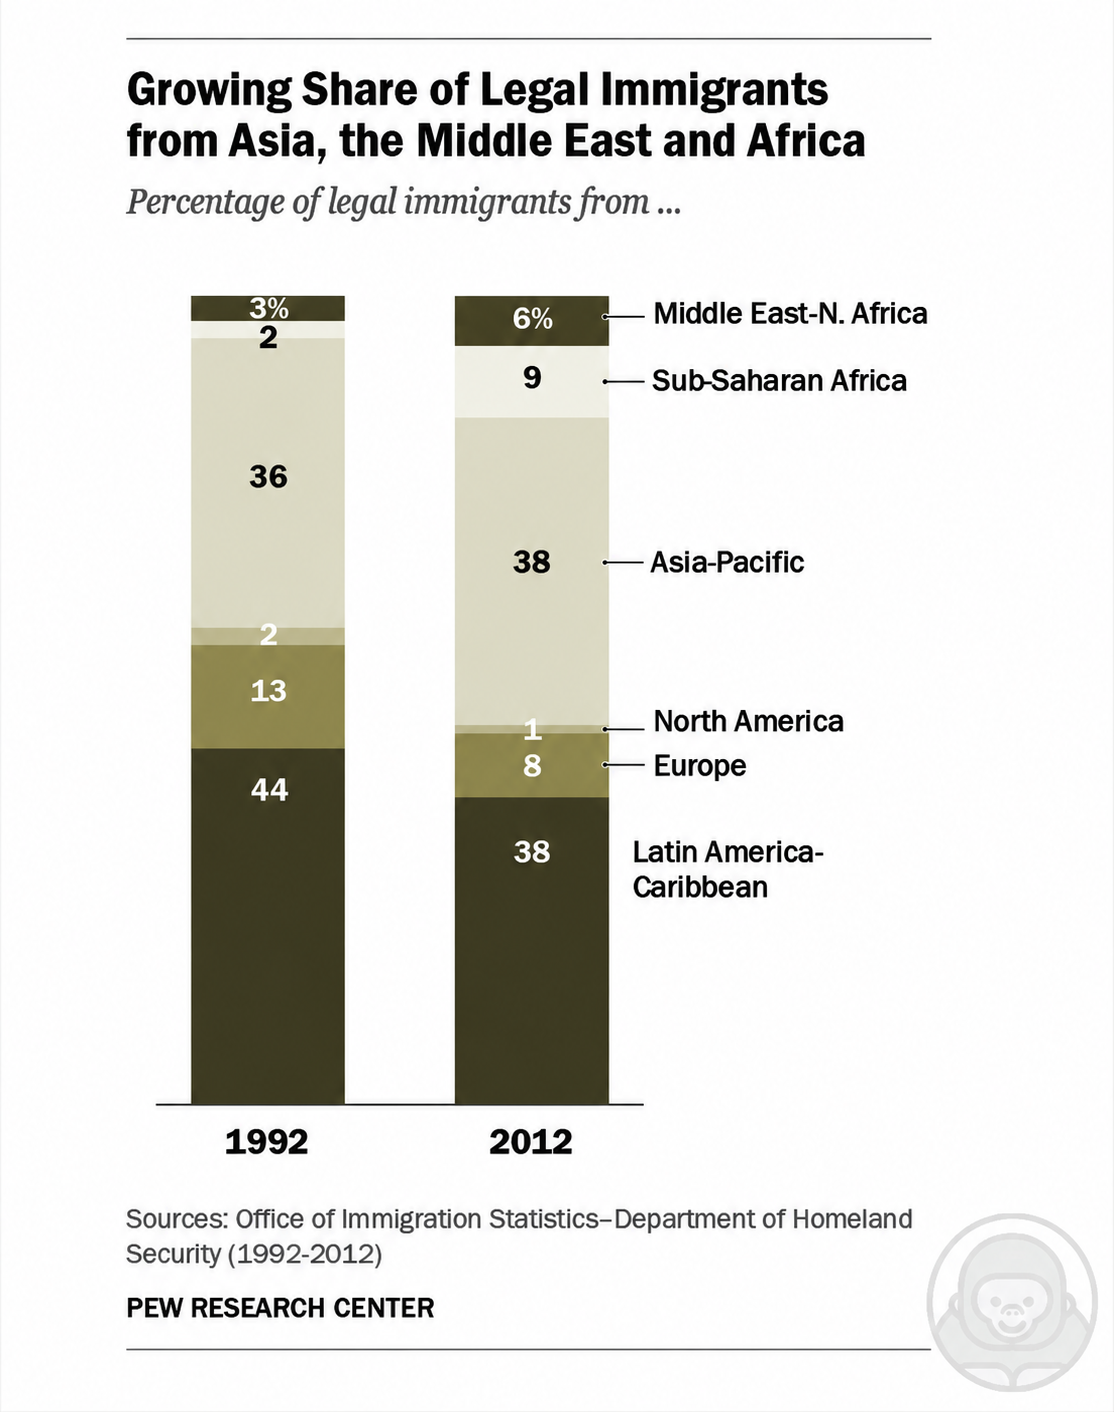 Growing Share of Legal Immigrants
from Asia, the Middle East and Africa
Percentage of legal immigrants from ...
3%
2
36
2
13
44
6%
9
38
1
8
38
Middle East-N. Africa
Sub-Saharan Africa
Asia-Pacific
North America
Europe
Latin America-
Caribbean
1992
2012
Sources: Office of Immigration Statistics–Department of Homeland
Security (1992-2012)
PEW RESEARCH CENTER